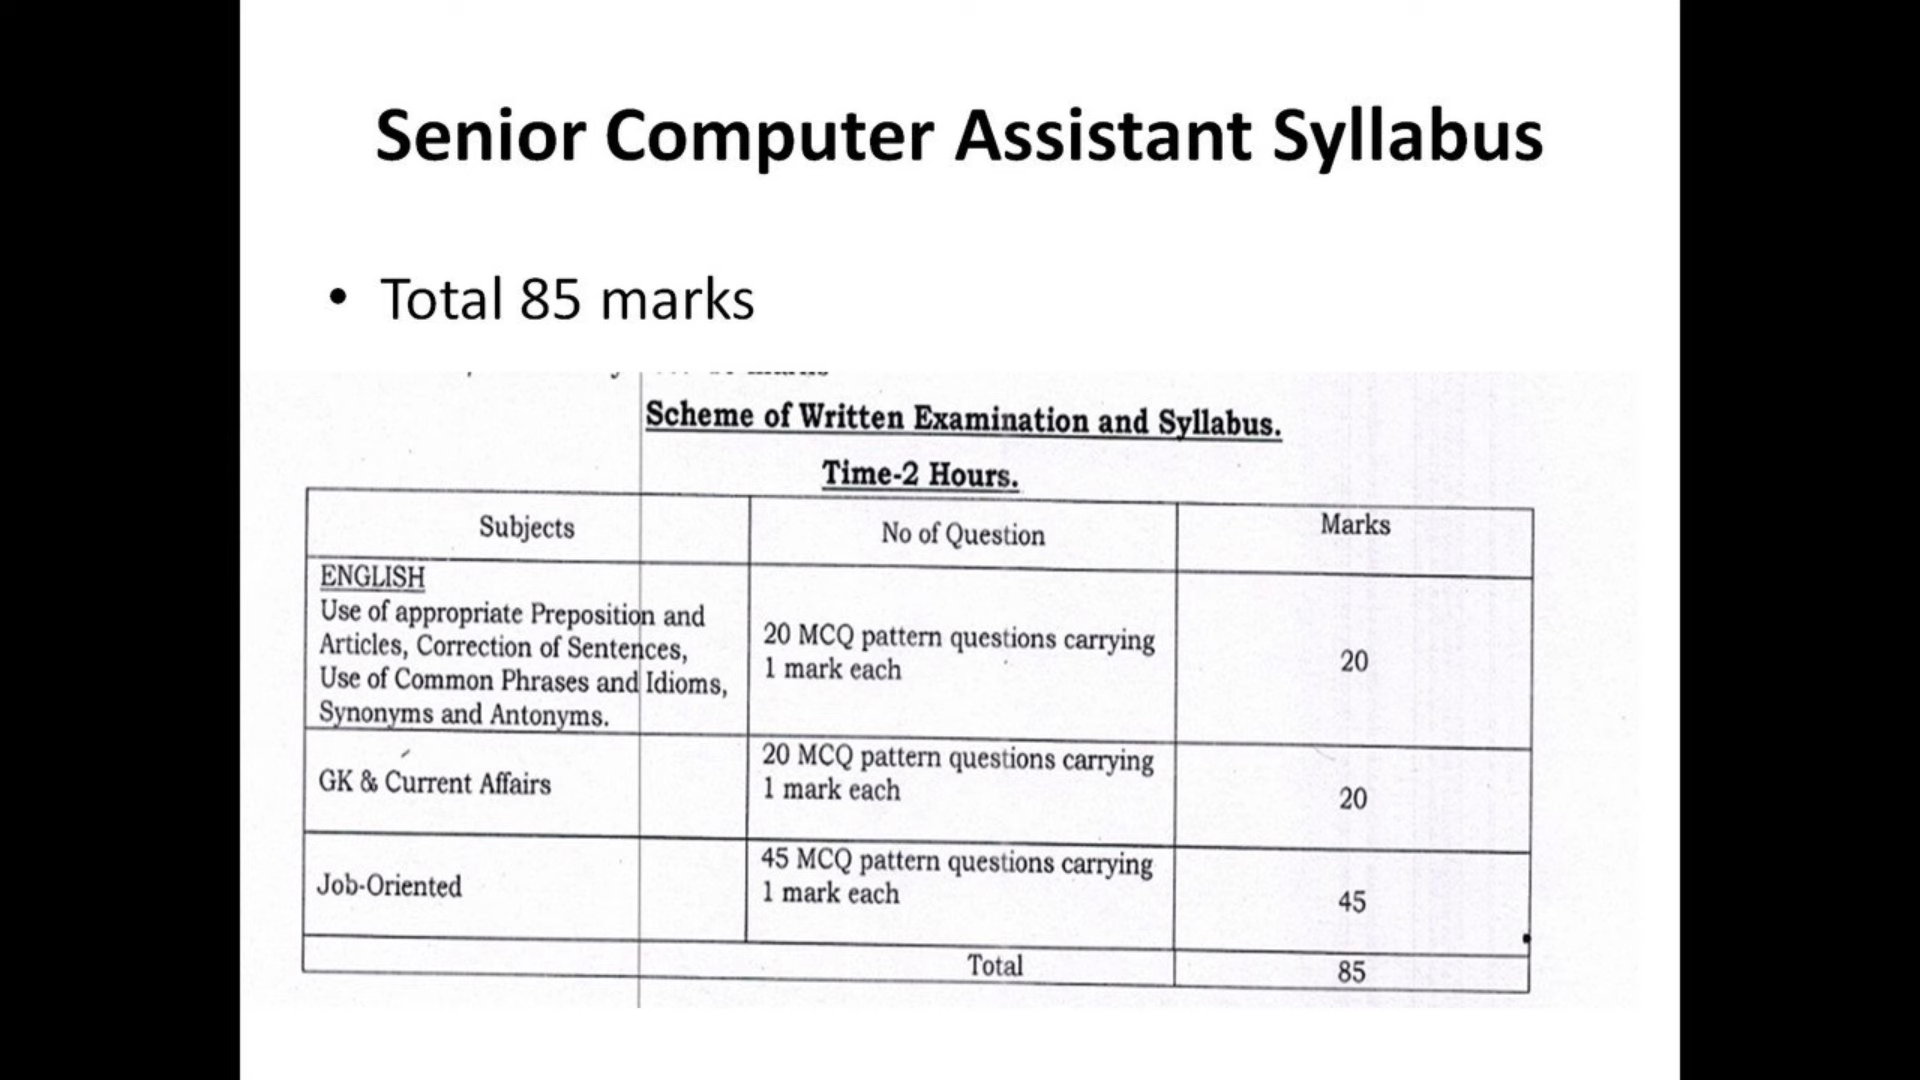 Senior Computer Assistant Syllabus
• Total 85 marks
Scheme of Written Examination and Syllabus.
Time-2 Hours.
Subjects
No of Question
Marks
ENGLISH
Use of appropriate Preposition and
Articles, Correction of Sentences,
Use of Common Phrases and Idioms,
Synonyms and Antonyms.
20 MCQ pattern questions carrying
1 mark each
20
GK & Current Affairs
20 MCQ pattern questions carrying
1 mark each
20
Job-Oriented
45 MCQ pattern questions carrying
1 mark each
45
Total
85